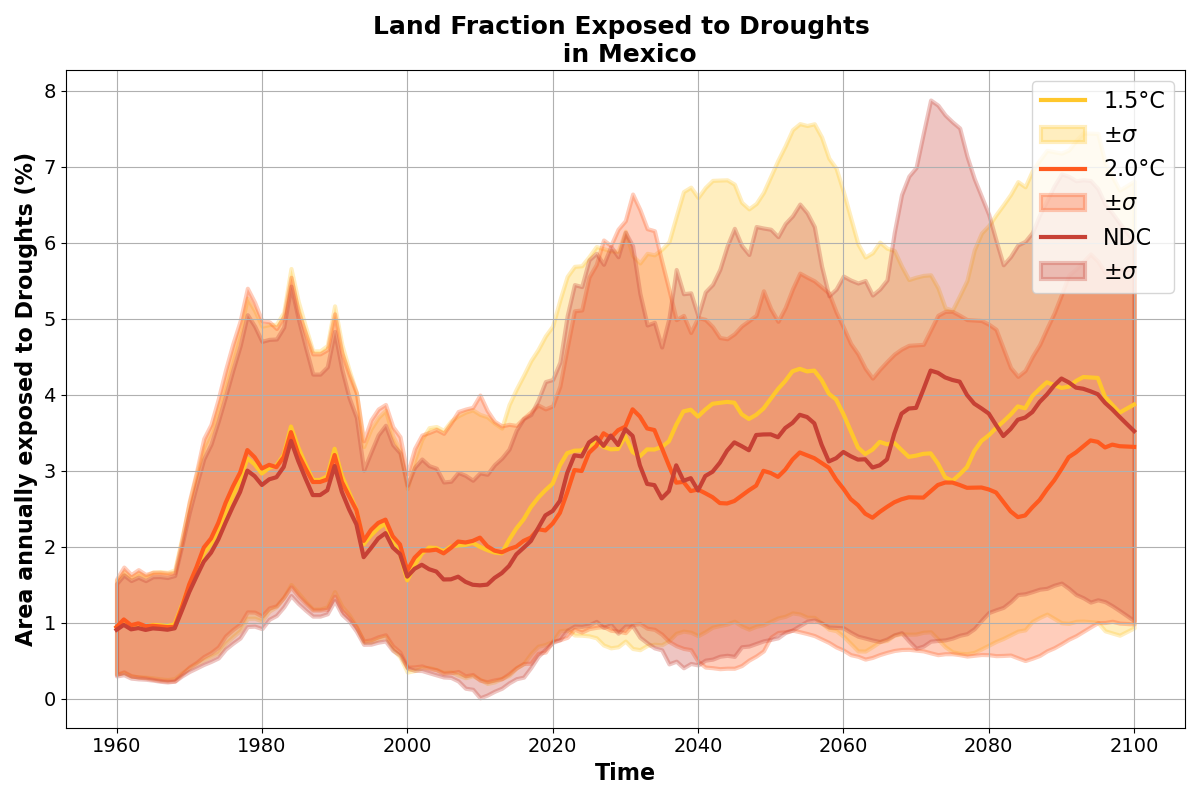 Land Fraction Exposed to Droughts
in Mexico
Area annually exposed to Droughts (%)
8
7
6
5
4
3
2
1
0
1960 1980 2000 2020 2040 2060 2080 2100
Time
1.5°C
±σ
2.0°C
±σ
NDC
±σ